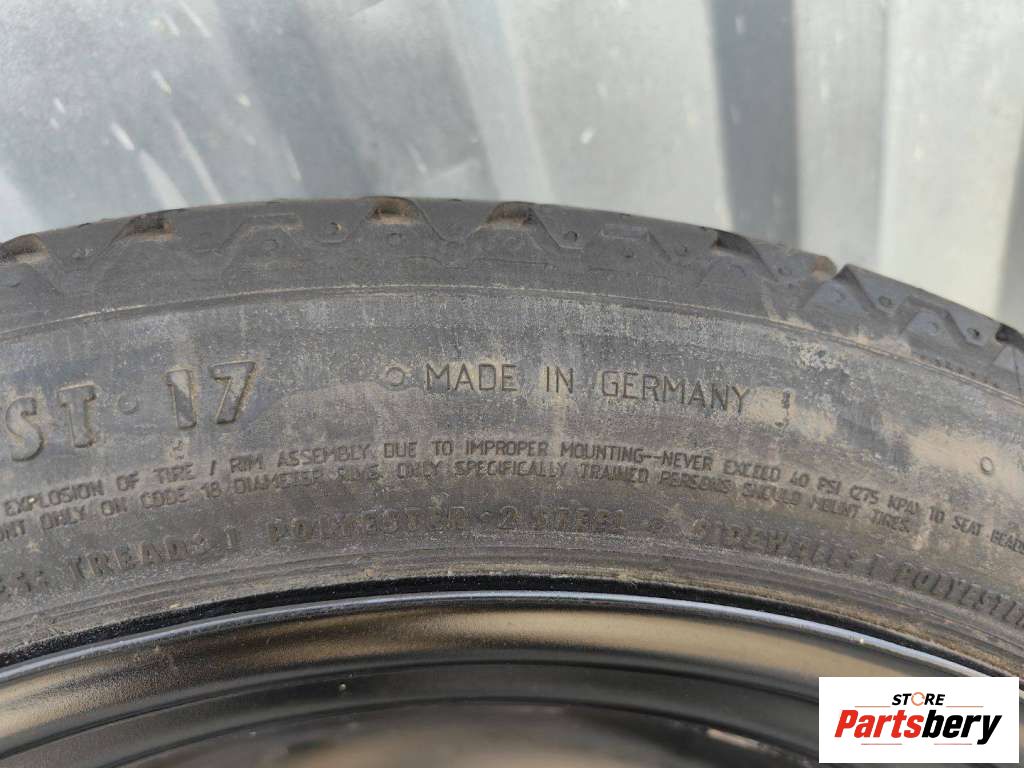 ST 17 MADE IN GERMANY
EXPLOSION OF TIRE / RIM ASSEMBLY DUE TO IMPROPER MOUNTING--NEVER EXCEED 40 PSI (275 KPA) TO SEAT BEADS
ONLY ON CODE 18 DIAMETER RIMS. ONLY SPECIFICALLY TRAINED PERSONS SHOULD MOUNT TIRES.
TREAD: 1 POLYESTER 2 STEEL SIDEWALL: 1 POLYESTER
STORE
Partsbery